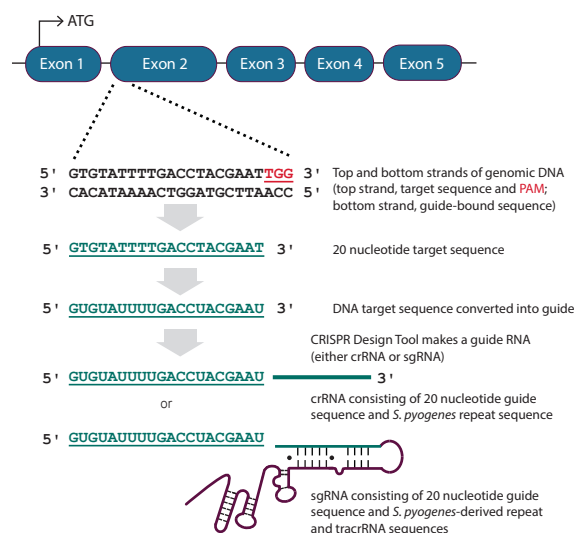 ATG
Exon 1 Exon 2 Exon 3 Exon 4 Exon 5
5' GTGTATTTTGACCTACGAATTGG 3'
3' CACATAAAACTGGATGCTTAACC 5'
Top and bottom strands of genomic DNA
(top strand, target sequence and PAM;
bottom strand, guide-bound sequence)
5' GTGTATTTTGACCTACGAAT 3'
20 nucleotide target sequence
5' GUGUAUUUUGACCUACGAAU 3'
DNA target sequence converted into guide
CRISPR Design Tool makes a guide RNA
(either crRNA or sgRNA)
5' GUGUAUUUUGACCUACGAAU 3'
crRNA consisting of 20 nucleotide guide
sequence and S. pyogenes repeat sequence
or
5' GUGUAUUUUGACCUACGAAU
sgRNA consisting of 20 nucleotide guide
sequence and S. pyogenes-derived repeat
and tracrRNA sequences